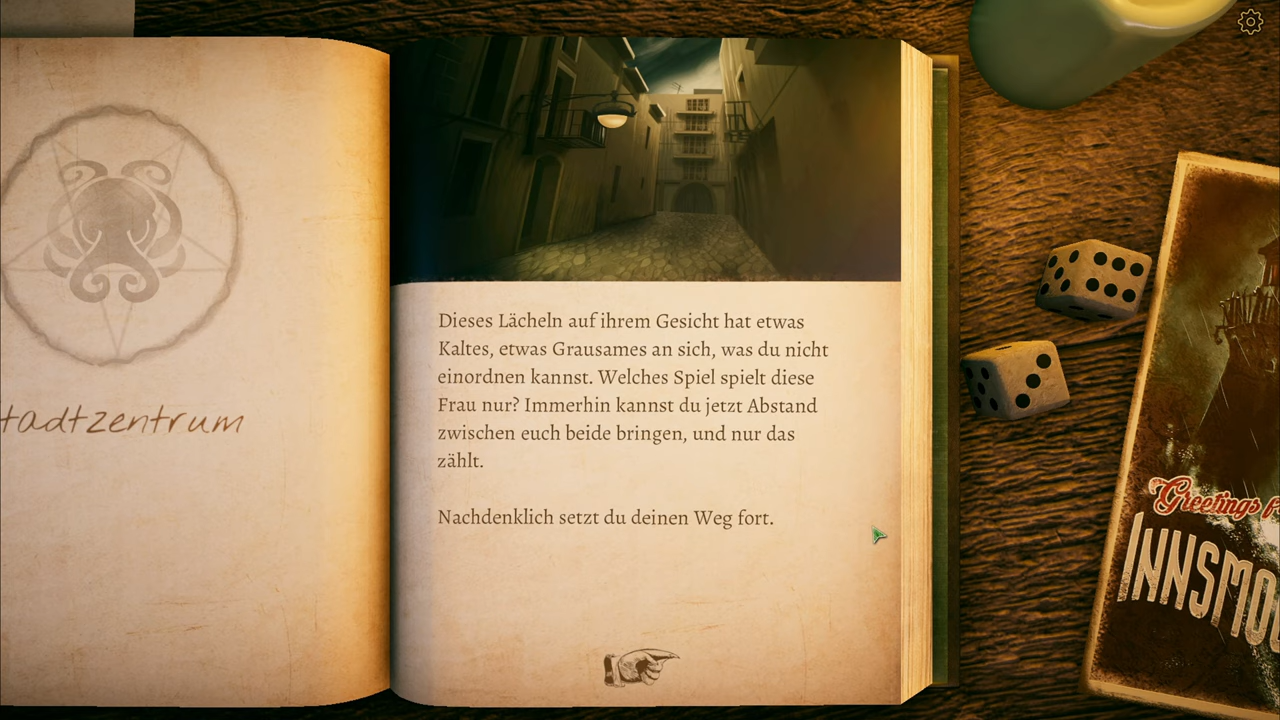 tadtzentrum
Dieses Lächeln auf ihrem Gesicht hat etwas
Kaltes, etwas Grausames an sich, was du nicht
einordnen kannst. Welches Spiel spielt diese
Frau nur? Immerhin kannst du jetzt Abstand
zwischen euch beide bringen, und nur das
zählt.
Nachdenklich setzt du deinen Weg fort.
Greetings f
INNSMO